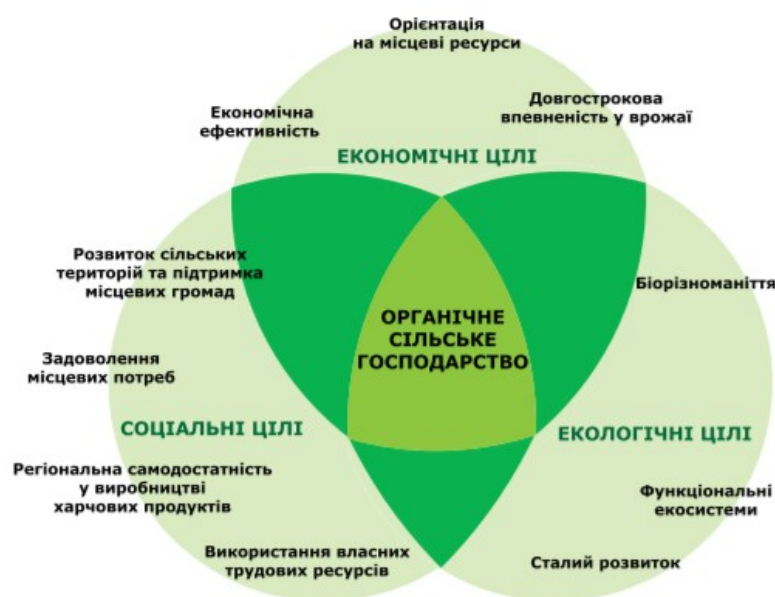 Орієнтація
на місцеві ресурси
Економічна
ефективність
Довгострокова
впевненість у врожаї
ЕКОНОМІЧНІ ЦІЛІ
Розвиток сільських
територій та підтримка
місцевих громад
Біорізноманіття
ОРГАНІЧНЕ
СІЛЬСЬКЕ
ГОСПОДАРСТВО
Задоволення
місцевих потреб
СОЦІАЛЬНІ ЦІЛІ
ЕКОЛОГІЧНІ ЦІЛІ
Регіональна самодостатність
у виробництві
харчових продуктів
Функціональні
екосистеми
Використання власних
трудових ресурсів
Сталий розвиток